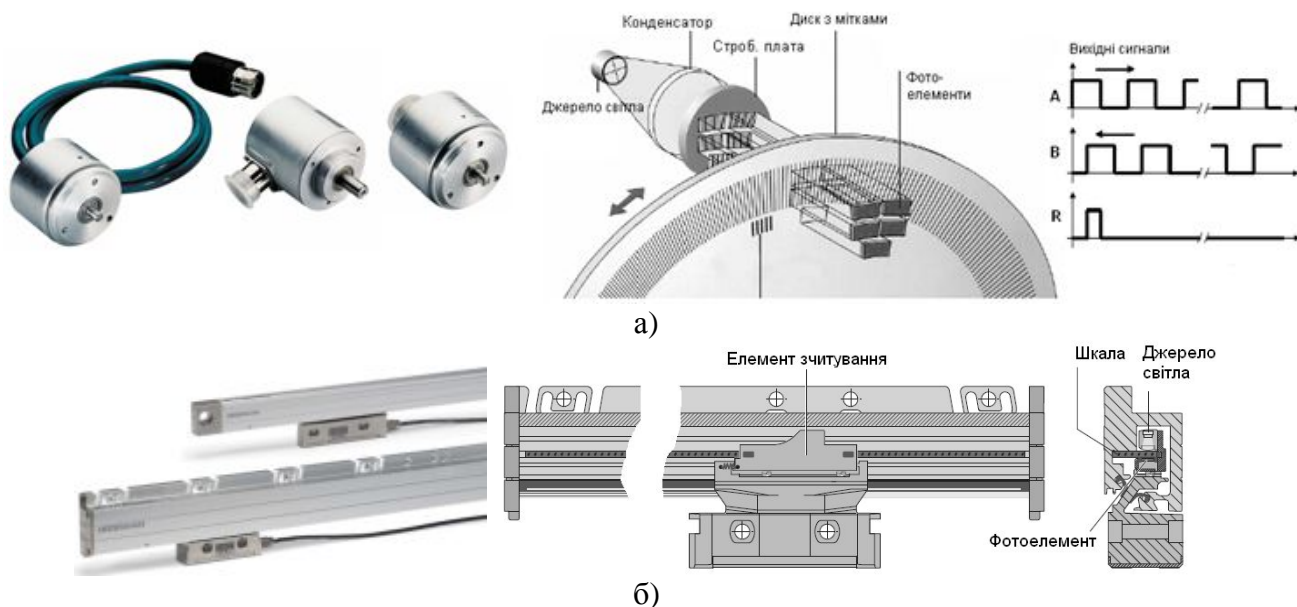 Конденсатор
Диск з мітками
Строб. плата
Фото-
елементи
Джерело світла
Вихідні сигнали
A
B
R
а)
Елемент зчитування
Шкала
Джерело
світла
Фотоелемент
б)